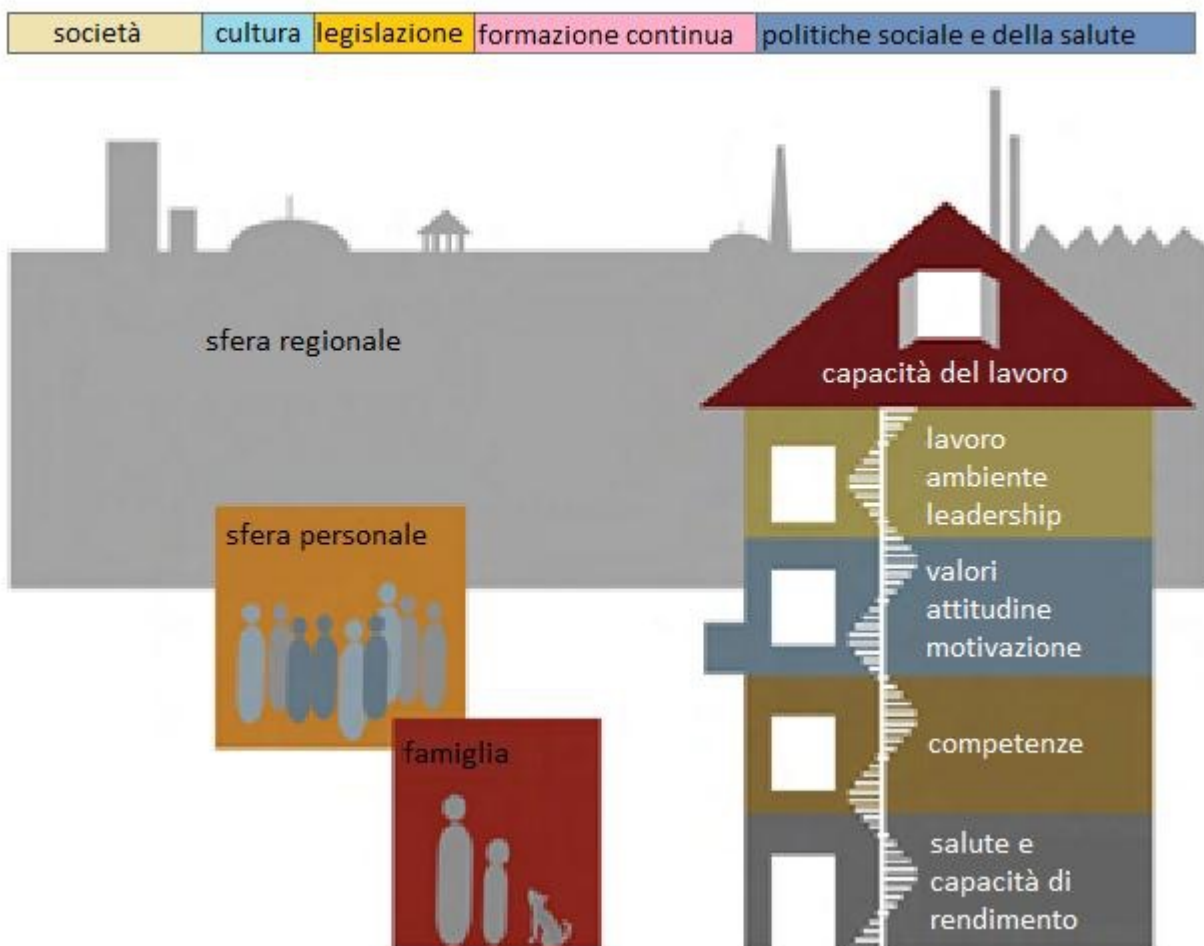 società
cultura
legislazione
formazione continua
politiche sociale e della salute
sfera regionale
capacità del lavoro
lavoro
ambiente
leadership
sfera personale
valori
attitudine
motivazione
competenze
famiglia
salute e
capacità di
rendimento